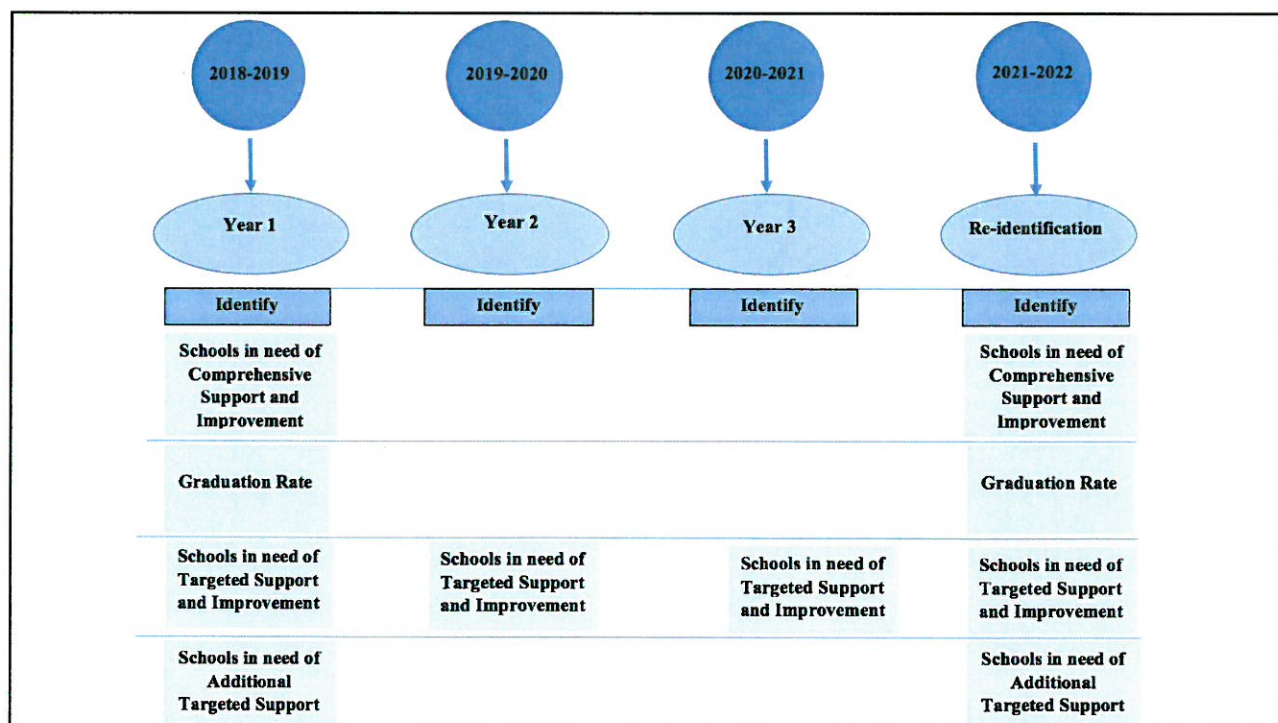 2018-2019
2019-2020
2020-2021
2021-2022
Year 1
Year 2
Year 3
Re-identification
Identify
Identify
Identify
Identify
Schools in need of
Comprehensive
Support and
Improvement
Schools in need of
Comprehensive
Support and
Improvement
Graduation Rate
Graduation Rate
Schools in need of
Targeted Support
and Improvement
Schools in need of
Targeted Support
and Improvement
Schools in need of
Targeted Support
and Improvement
Schools in need of
Targeted Support
and Improvement
Schools in need of
Additional
Targeted Support
Schools in need of
Additional
Targeted Support